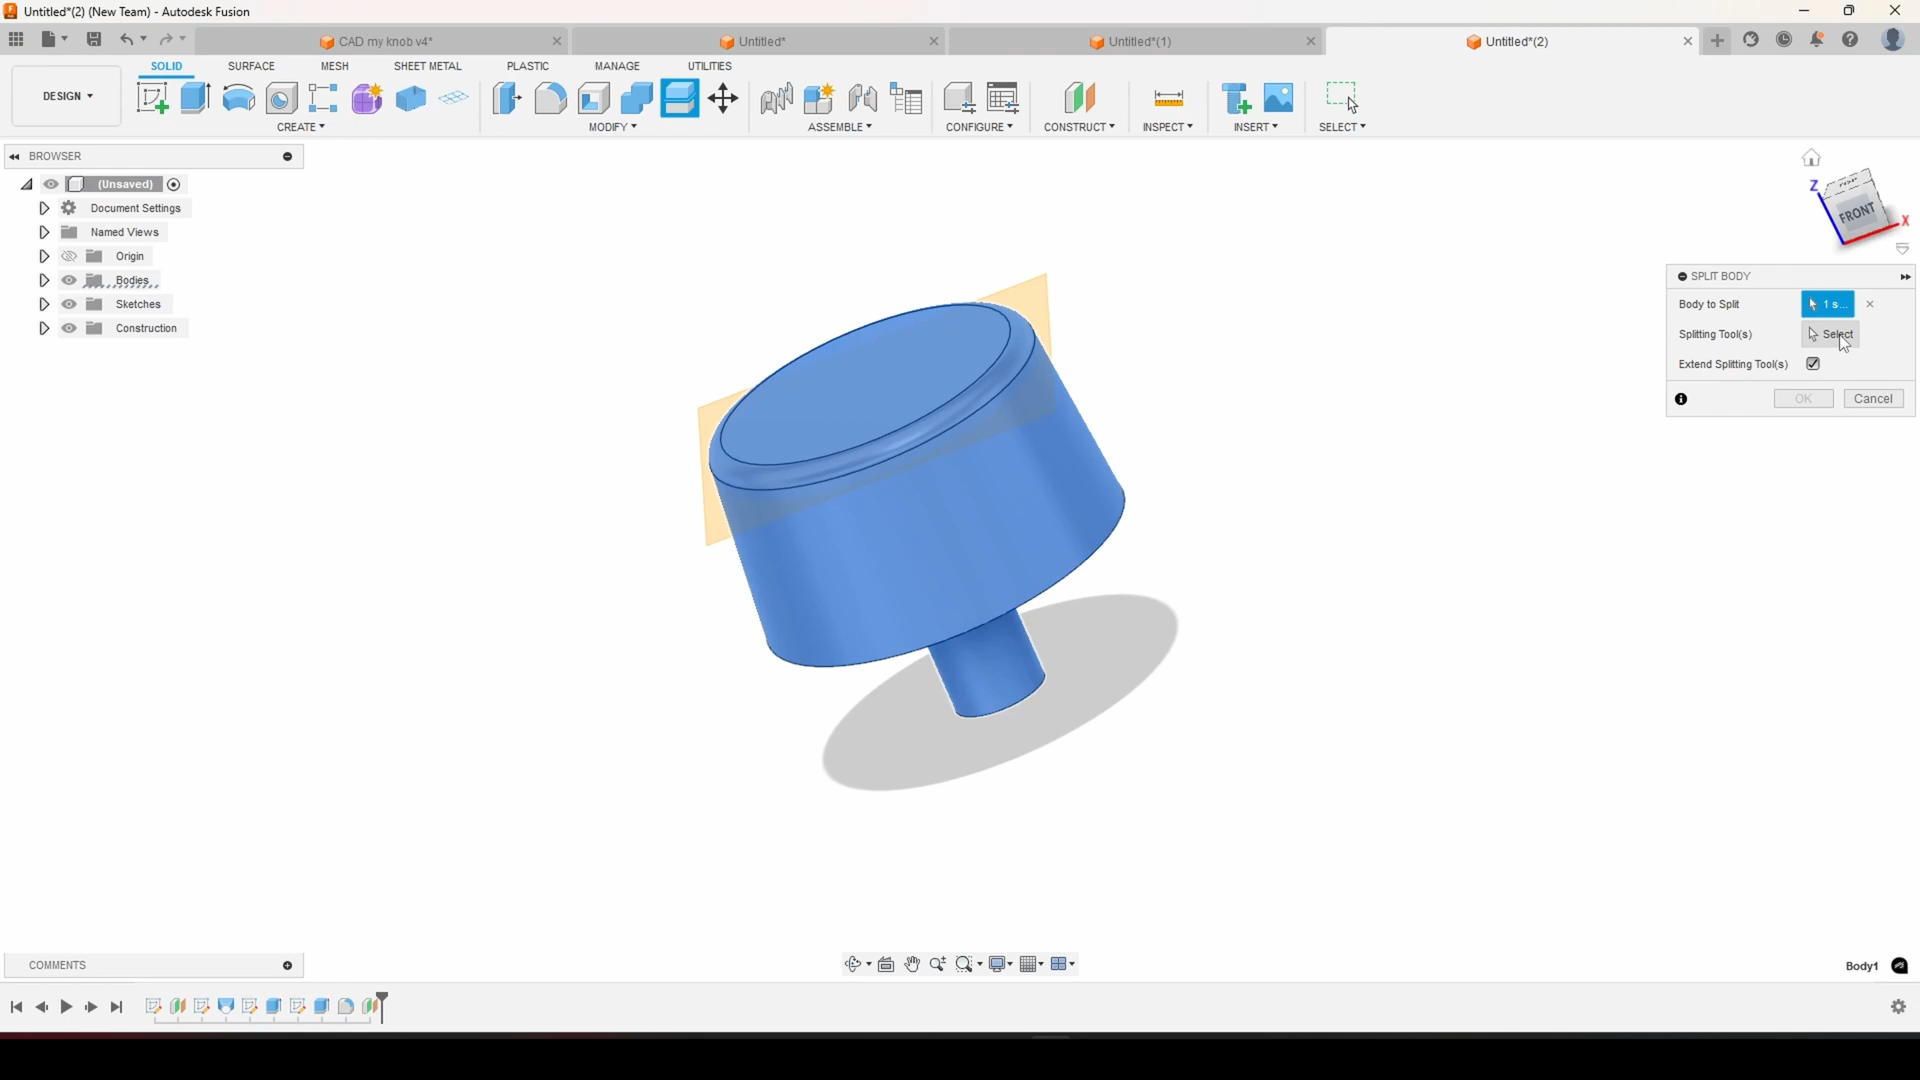 Untitled*(2) (New Team) - Autodesk Fusion
CAD my knob v4*
Untitled*
Untitled*(1)
Untitled*(2)
DESIGN
SOLID
SURFACE
MESH
SHEET METAL
PLASTIC
MANAGE
UTILITIES
CREATE
MODIFY
ASSEMBLE
CONFIGURE
CONSTRUCT
INSPECT
INSERT
SELECT
BROWSER
(Unsaved)
Document Settings
Named Views
Origin
Bodies
Sketches
Construction
Z
FRONT
X
SPLIT BODY
Body to Split
1 s...
Splitting Tool(s)
Select
Extend Splitting Tool(s)
OK
Cancel
COMMENTS
Body1